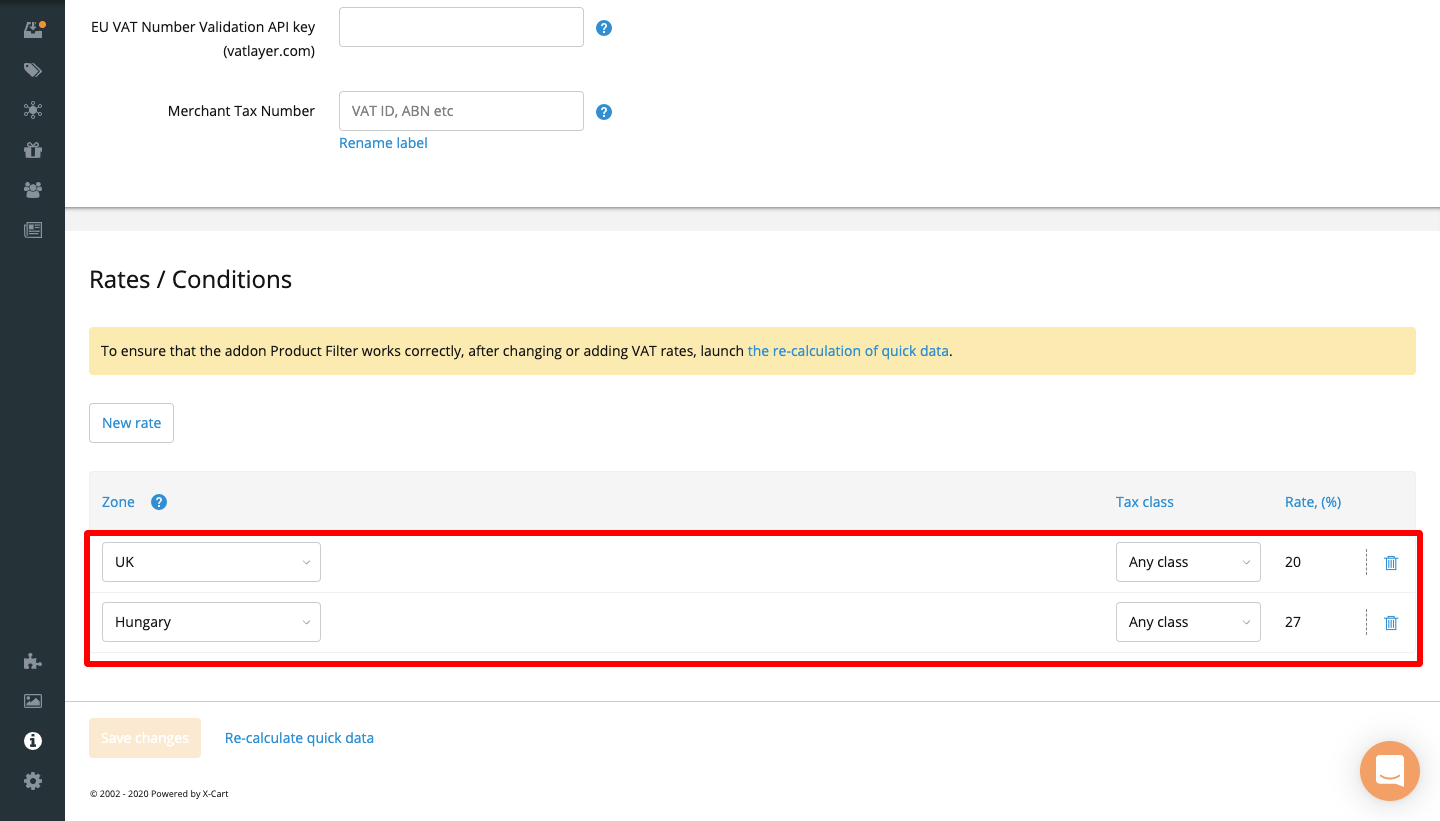 EU VAT Number Validation API key
(vatlayer.com)
?
Merchant Tax Number
VAT ID, ABN etc
?
Rename label
Rates / Conditions
To ensure that the addon Product Filter works correctly, after changing or adding VAT rates, launch the re-calculation of quick data.
New rate
Zone ? Tax class Rate, (%)
UK Any class 20
Hungary Any class 27
Save changes Re-calculate quick data
© 2002 - 2020 Powered by X-Cart